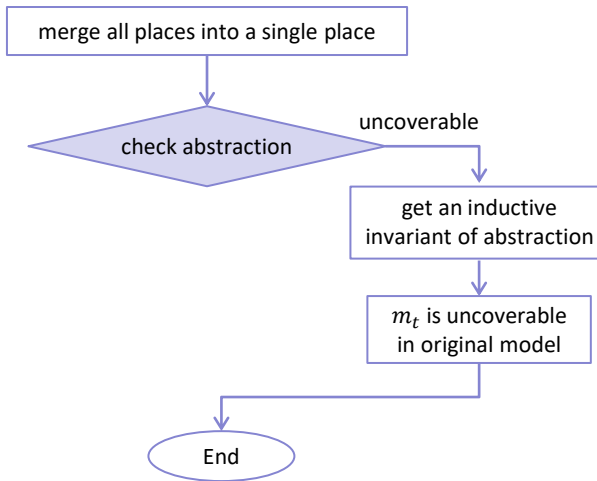 merge all places into a single place
check abstraction
uncoverable
get an inductive
invariant of abstraction
$m_t$ is uncoverable
in original model
End